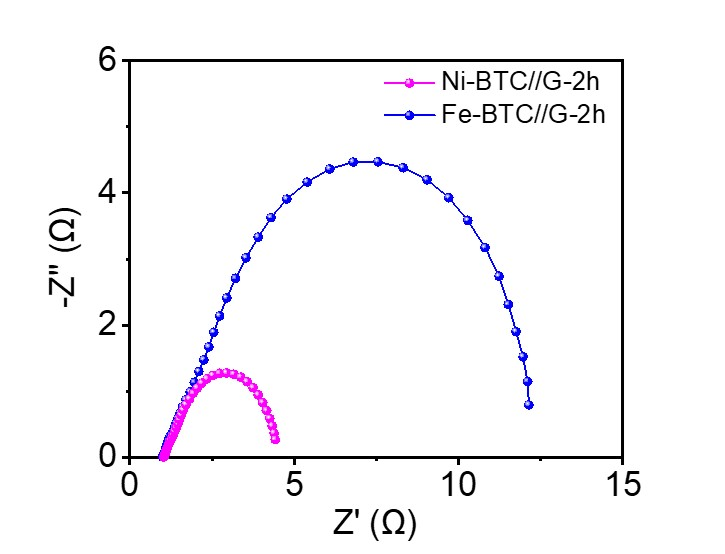 6
4
2
0
-Z" (Ω)
Ni-BTC//G-2h
Fe-BTC//G-2h
0 5 10 15
Z' (Ω)